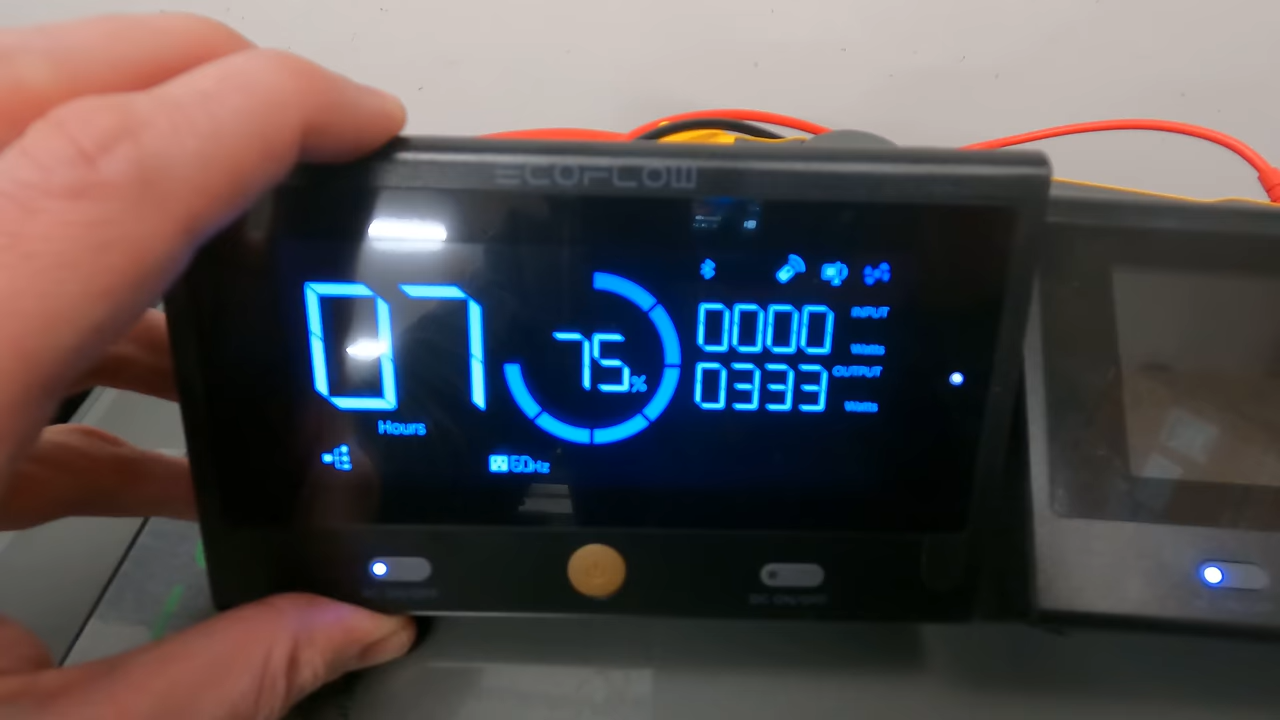 ECOFLOW
07
Hours
75%
0000 INPUT Watts
0333 OUTPUT Watts
60Hz